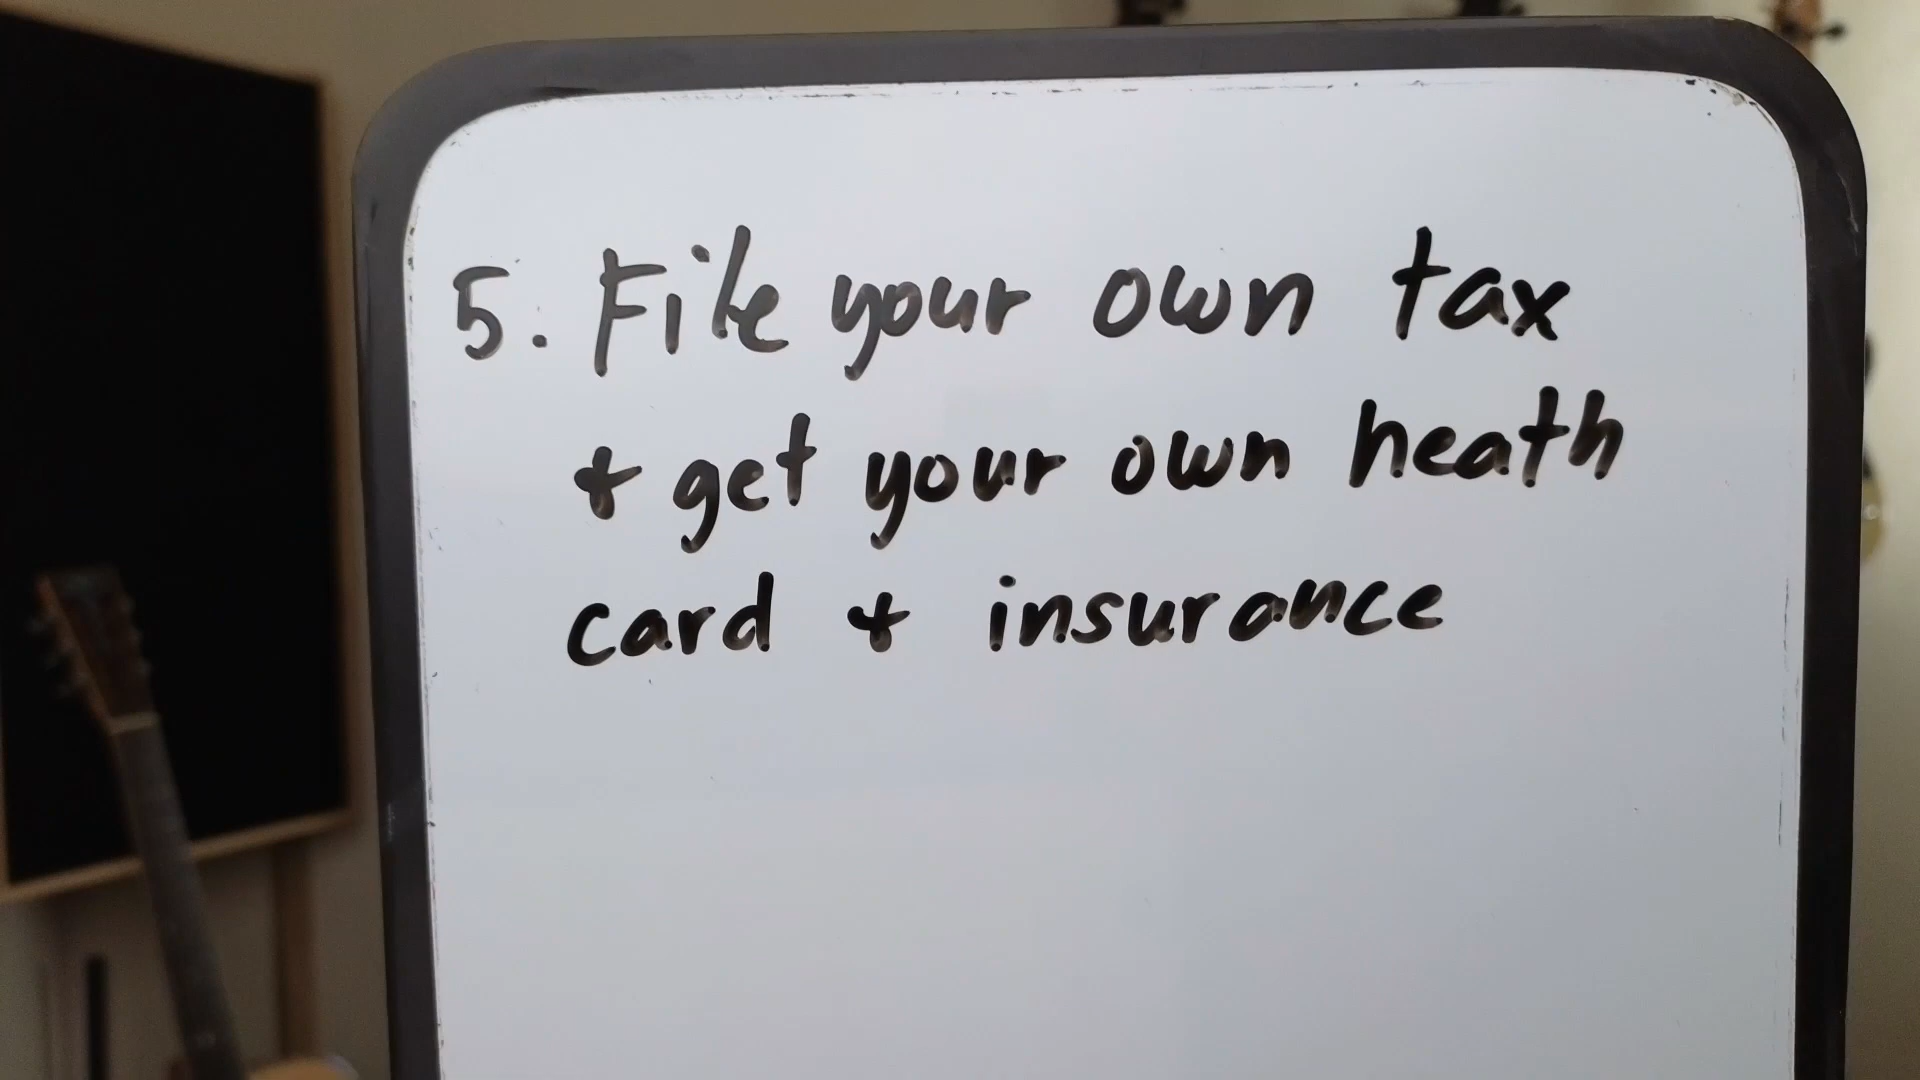 5. File your own tax
+ get your own heath
card + insurance